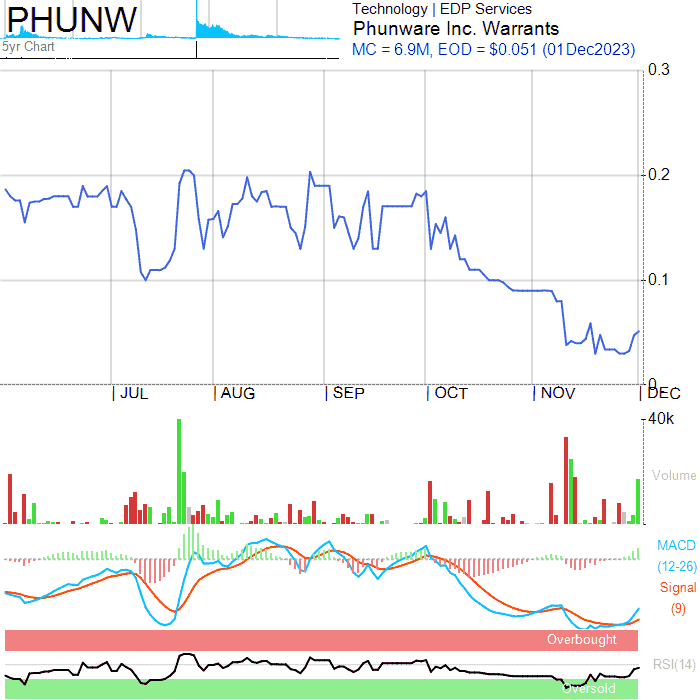 PHUNW
5yr Chart
Technology | EDP Services
Phunware Inc. Warrants
MC = 6.9M, EOD = $0.051 (01Dec2023)
0.3
0.2
0.1
0
| JUL | AUG | SEP | OCT | NOV | DEC
40k
Volume
MACD
(12-26)
Signal
(9)
Overbought
RSI(14)
Oversold